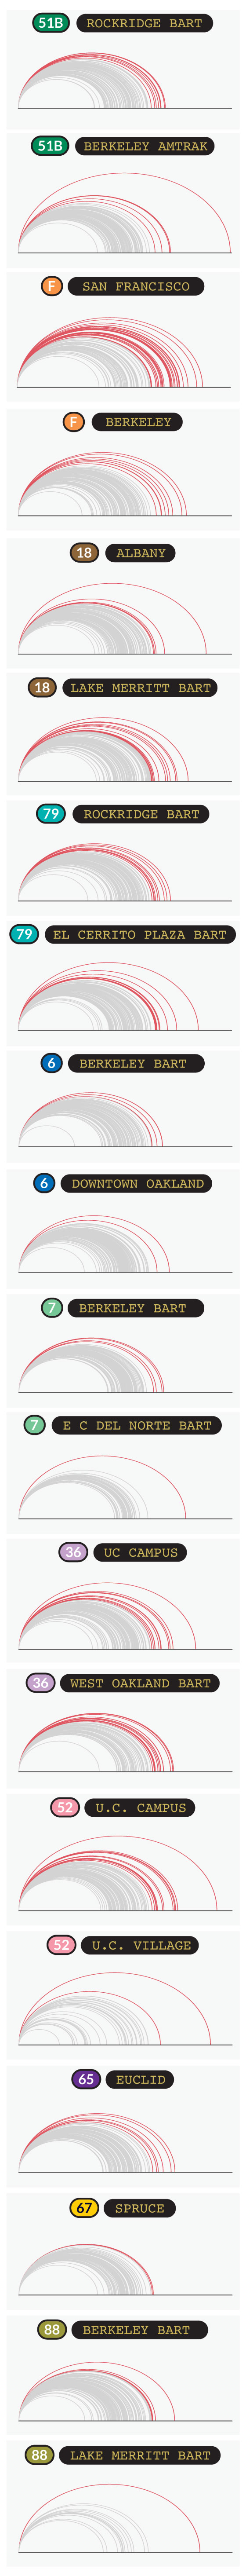 51B ROCKRIDGE BART
51B BERKELEY AMTRAK
F SAN FRANCISCO
F BERKELEY
18 ALBANY
18 LAKE MERRITT BART
79 ROCKRIDGE BART
79 EL CERRITO PLAZA BART
6 BERKELEY BART
6 DOWNTOWN OAKLAND
7 BERKELEY BART
7 E C DEL NORTE BART
36 UC CAMPUS
36 WEST OAKLAND BART
52 U.C. CAMPUS
52 U.C. VILLAGE
65 EUCLID
67 SPRUCE
88 BERKELEY BART
88 LAKE MERRITT BART